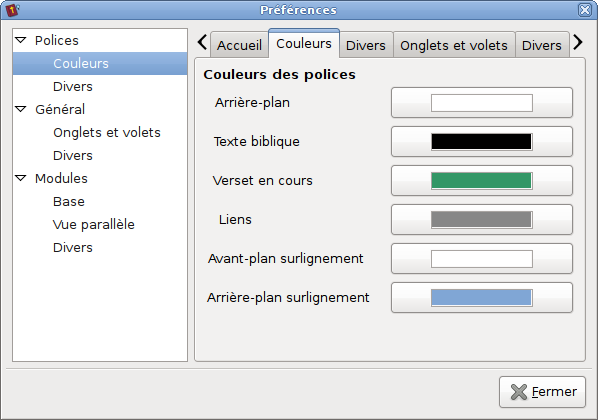 Préférences
Polices
Couleurs
Divers
Général
Onglets et volets
Divers
Modules
Base
Vue parallèle
Divers
Accueil Couleurs Divers Onglets et volets Divers
Couleurs des polices
Arrière-plan
Texte biblique
Verset en cours
Liens
Avant-plan surlignement
Arrière-plan surlignement
Fermer